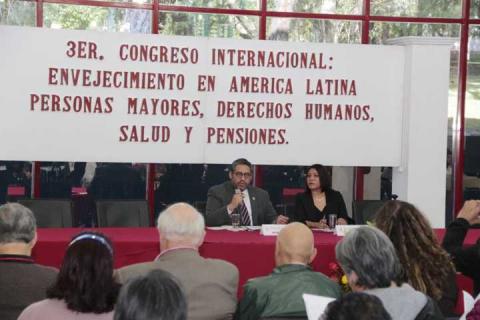 3ER. CONGRESO INTERNACIONAL:
ENVEJECIMIENTO EN AMERICA LATINA
PERSONAS MAYORES, DERECHOS HUMANOS,
SALUD Y PENSIONES.